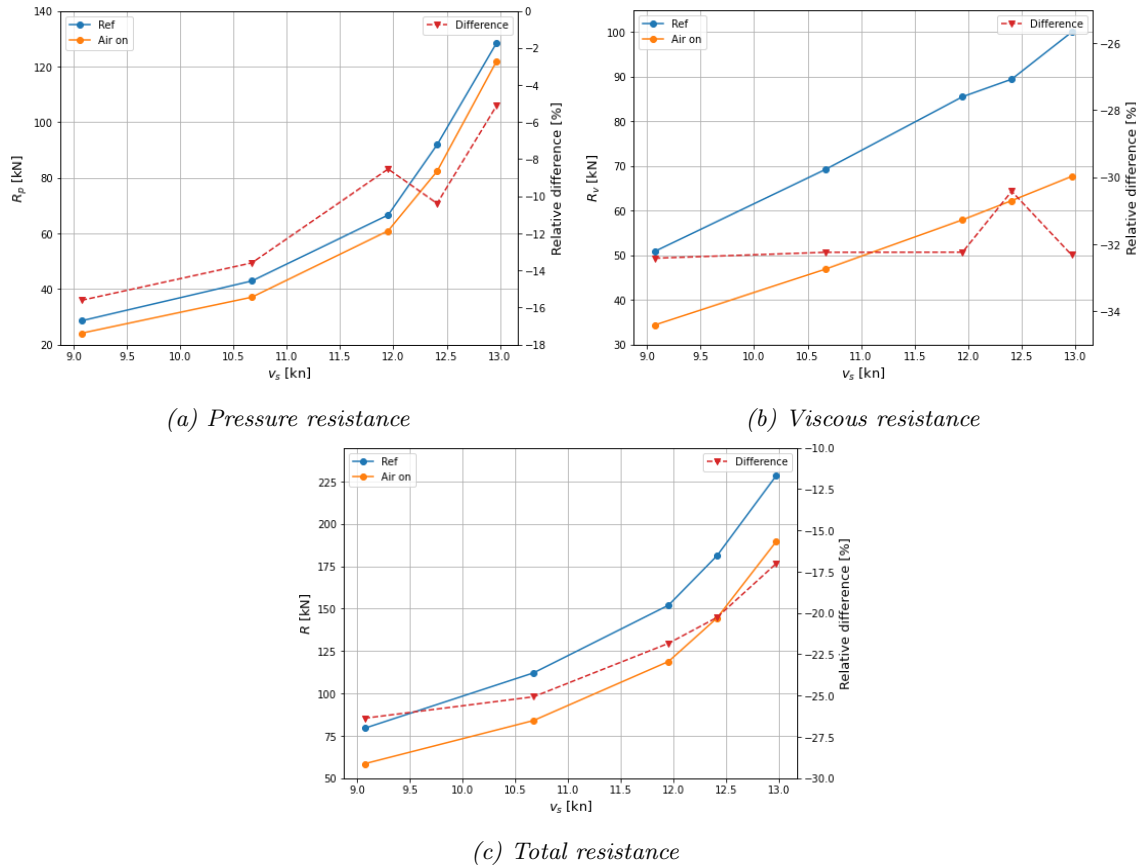 Ref
Air on
Difference
140
120
100
80
60
40
20
R_p [kN]
0
−2
−4
−6
−8
−10
−12
−14
−16
−18
Relative difference [%]
9.0 9.5 10.0 10.5 11.0 11.5 12.0 12.5 13.0
v_s [kn]
(a) Pressure resistance
Ref
Air on
Difference
100
90
80
70
60
50
40
30
R_v [kN]
−26
−28
−30
−32
−34
Relative difference [%]
9.0 9.5 10.0 10.5 11.0 11.5 12.0 12.5 13.0
v_s [kn]
(b) Viscous resistance
Ref
Air on
Difference
225
200
175
150
125
100
75
50
R [kN]
−10.0
−12.5
−15.0
−17.5
−20.0
−22.5
−25.0
−27.5
−30.0
Relative difference [%]
9.0 9.5 10.0 10.5 11.0 11.5 12.0 12.5 13.0
v_s [kn]
(c) Total resistance